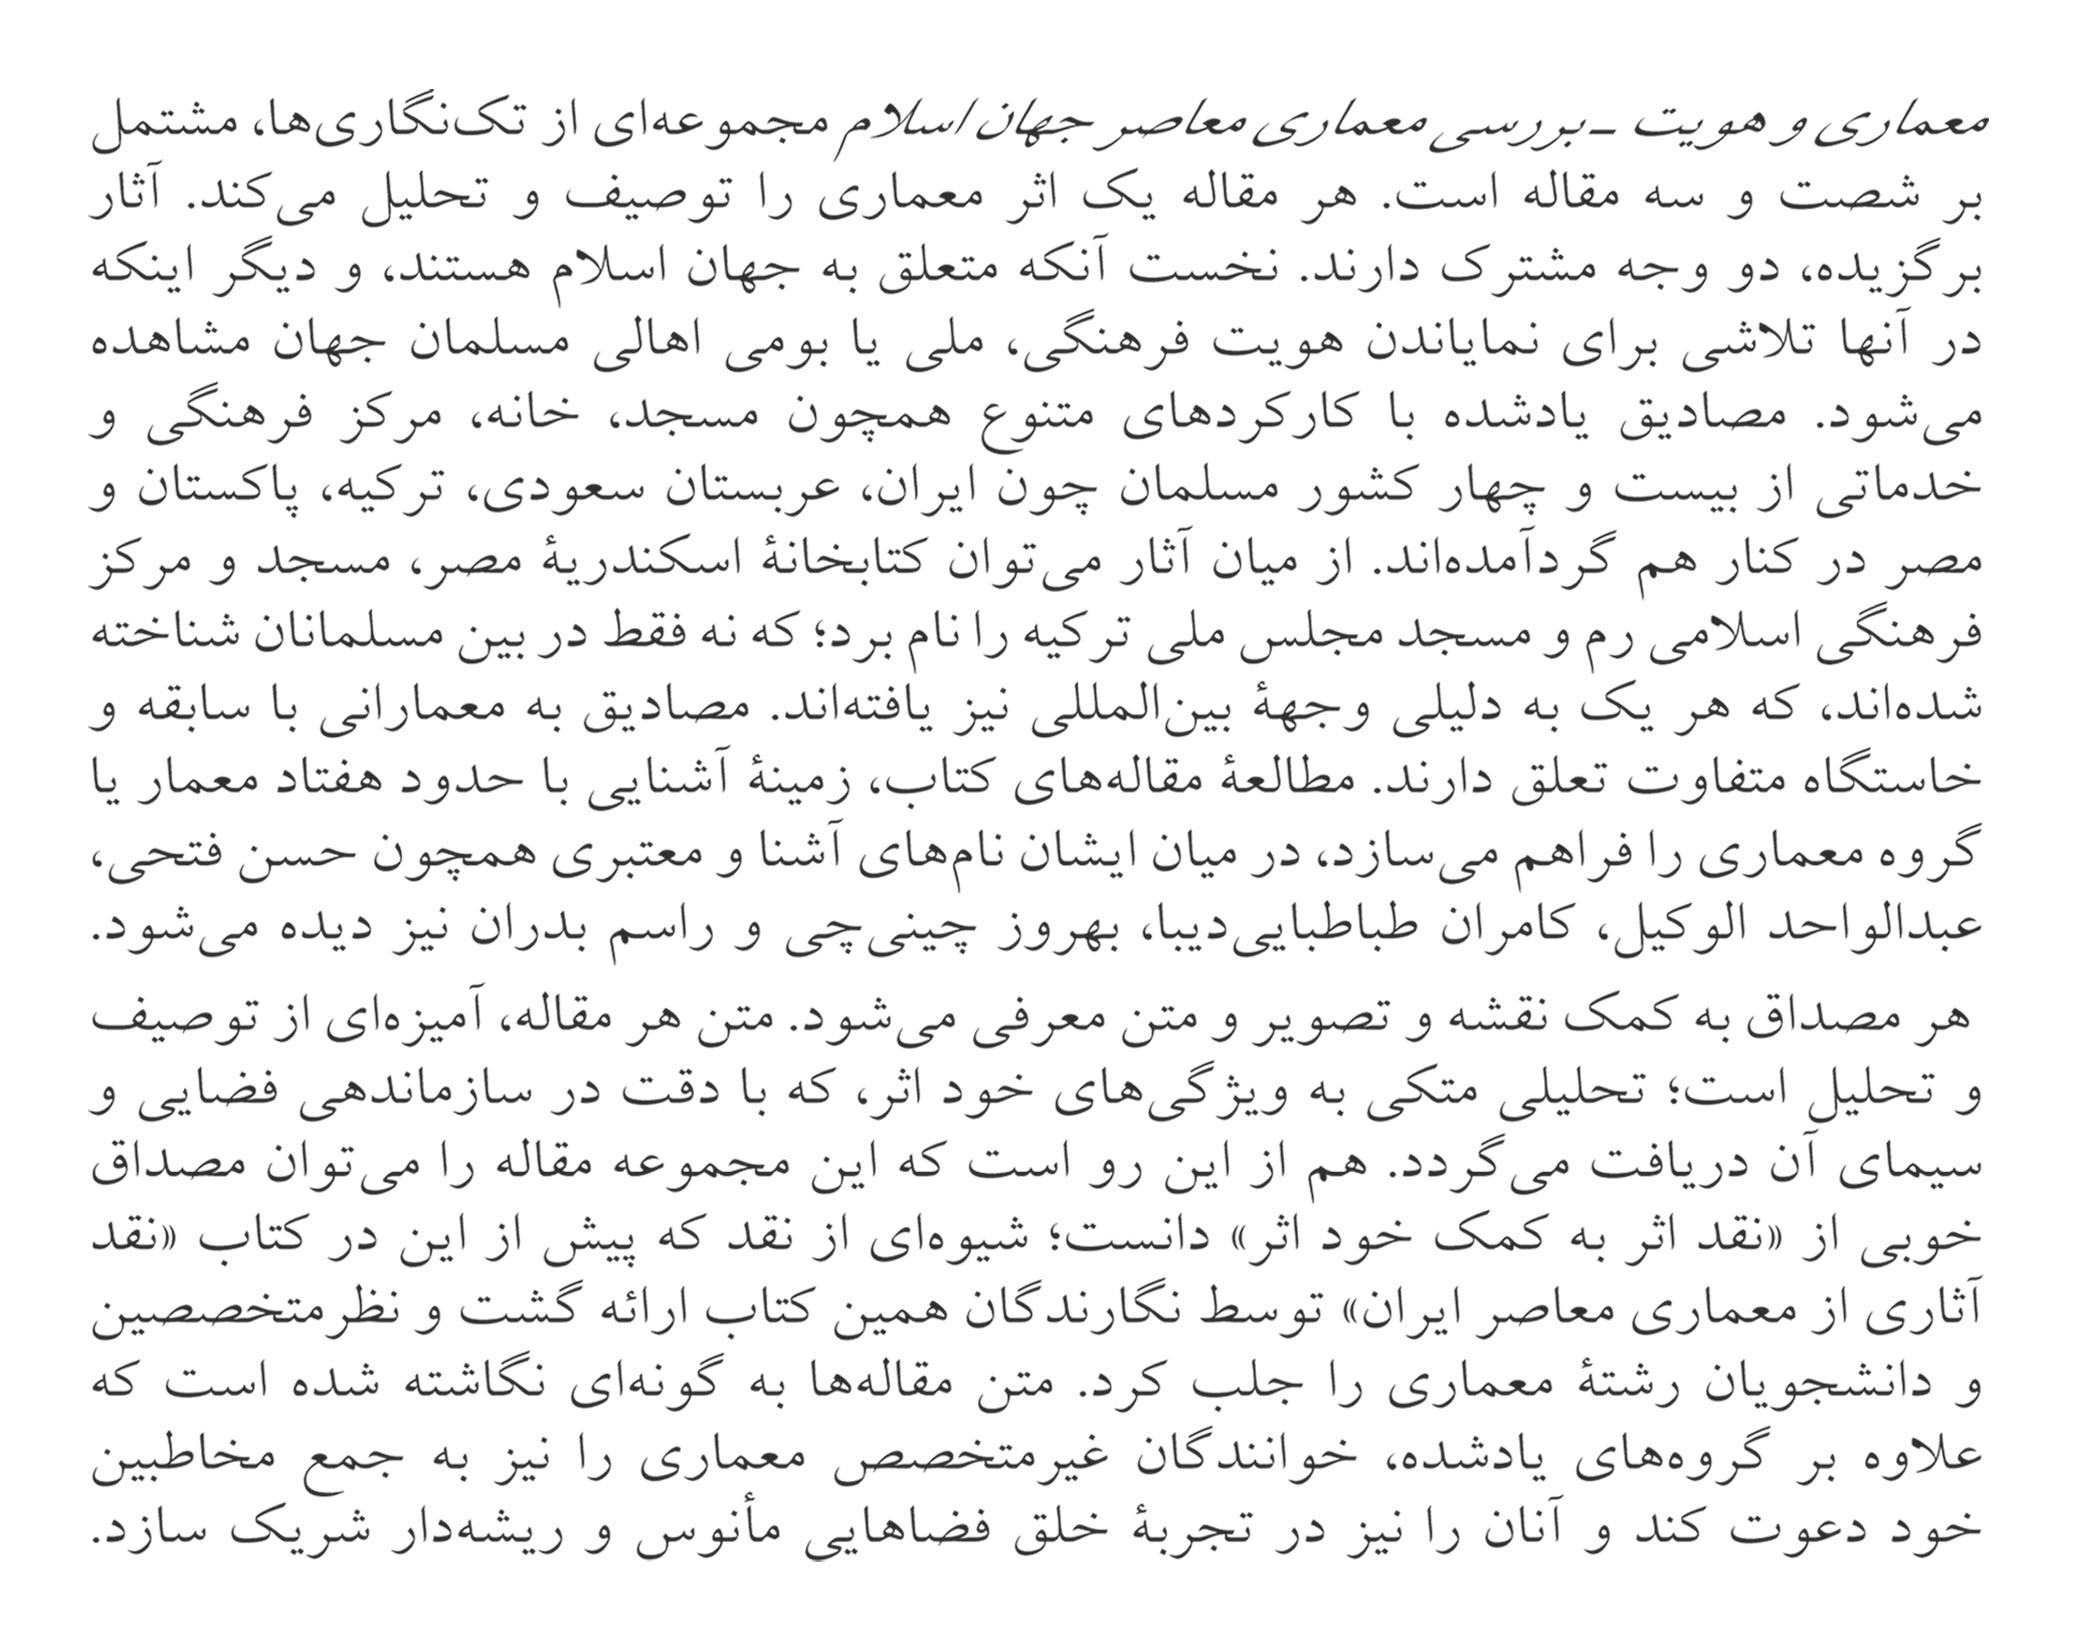 معماری و هویت ـ بررسی معماری معاصر جهان اسلام مجموعه‌ای از تک‌نگاری‌ها، مشتمل
بر شصت و سه مقاله است. هر مقاله یک اثر معماری را توصیف و تحلیل می‌کند. آثار
برگزیده، دو وجه مشترک دارند. نخست آنکه متعلق به جهان اسلام هستند، و دیگر اینکه
در آنها تلاشی برای نمایاندن هویت فرهنگی، ملی یا بومی اهالی مسلمان جهان مشاهده
می‌شود. مصادیق یادشده با کارکردهای متنوع همچون مسجد، خانه، مرکز فرهنگی و
خدماتی از بیست و چهار کشور مسلمان چون ایران، عربستان سعودی، ترکیه، پاکستان و
مصر در کنار هم گردآمده‌اند. از میان آثار می‌توان کتابخانهٔ اسکندریهٔ مصر، مسجد و مرکز
فرهنگی اسلامی رم و مسجد مجلس ملی ترکیه را نام برد؛ که نه فقط در بین مسلمانان شناخته
شده‌اند، که هر یک به دلیلی وجههٔ بین‌المللی نیز یافته‌اند. مصادیق به معمارانی با سابقه و
خاستگاه متفاوت تعلق دارند. مطالعهٔ مقاله‌های کتاب، زمینهٔ آشنایی با حدود هفتاد معمار یا
گروه معماری را فراهم می‌سازد، در میان ایشان نام‌های آشنا و معتبری همچون حسن فتحی،
عبدالواحد الوکیل، کامران طباطبایی‌دیبا، بهروز چینی‌چی و راسم بدران نیز دیده می‌شود.
هر مصداق به کمک نقشه و تصویر و متن معرفی می‌شود. متن هر مقاله، آمیزه‌ای از توصیف
و تحلیل است؛ تحلیلی متکی به ویژگی‌های خود اثر، که با دقت در سازماندهی فضایی و
سیمای آن دریافت می‌گردد. هم از این رو است که این مجموعه مقاله را می‌توان مصداق
خوبی از «نقد اثر به کمک خود اثر» دانست؛ شیوه‌ای از نقد که پیش از این در کتاب «نقد
آثاری از معماری معاصر ایران» توسط نگارندگان همین کتاب ارائه گشت و نظر متخصصین
و دانشجویان رشتهٔ معماری را جلب کرد. متن مقاله‌ها به گونه‌ای نگاشته شده است که
علاوه بر گروه‌های یادشده، خوانندگان غیرمتخصص معماری را نیز به جمع مخاطبین
خود دعوت کند و آنان را نیز در تجربهٔ خلق فضاهایی مأنوس و ریشه‌دار شریک سازد.